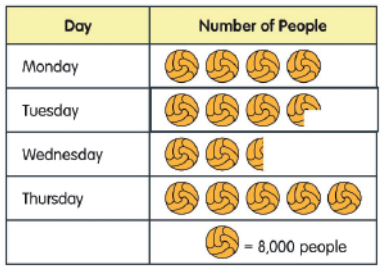 Day Number of People
Monday
Tuesday
Wednesday
Thursday
= 8,000 people